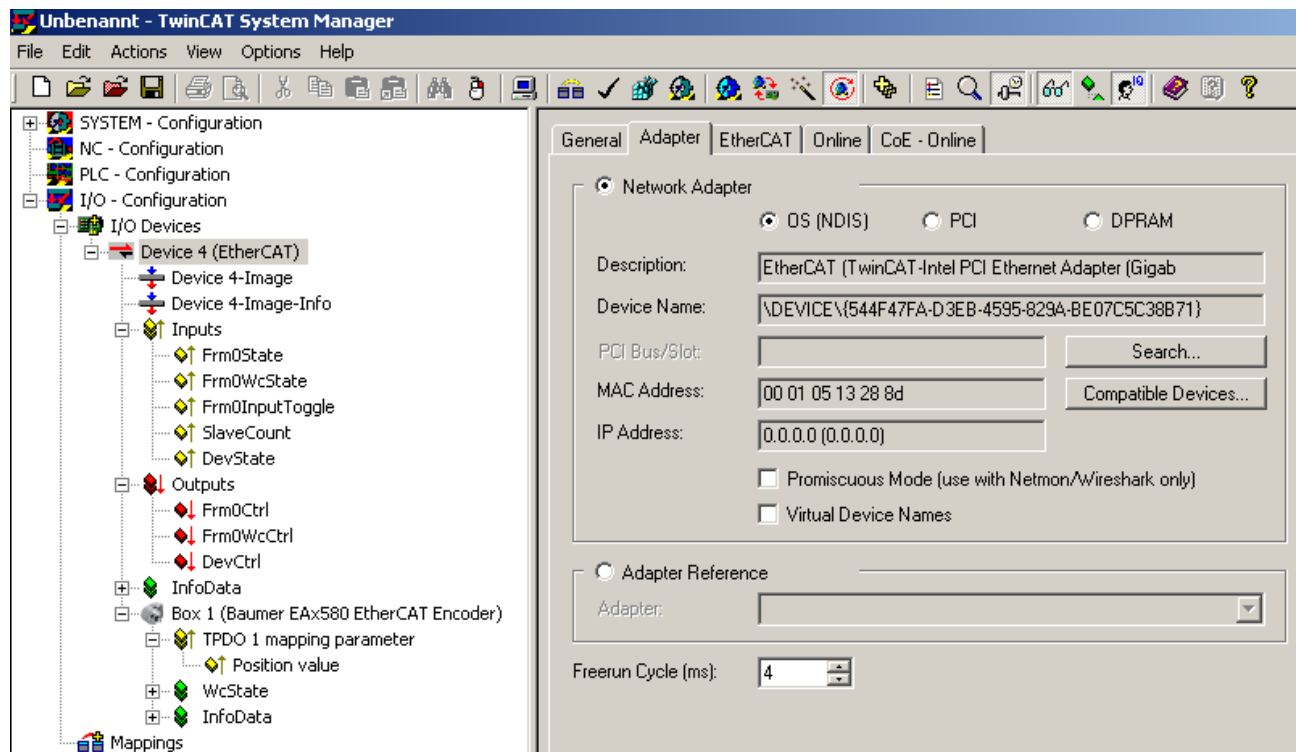 Unbenannt - TwinCAT System Manager
File Edit Actions View Options Help
SYSTEM - Configuration
NC - Configuration
PLC - Configuration
I/O - Configuration
I/O Devices
Device 4 (EtherCAT)
Device 4-Image
Device 4-Image-Info
Inputs
Frm0State
Frm0WcState
Frm0InputToggle
SlaveCount
DevState
Outputs
Frm0Ctrl
Frm0WcCtrl
DevCtrl
InfoData
Box 1 (Baumer EAx580 EtherCAT Encoder)
TPDO 1 mapping parameter
Position value
WcState
InfoData
Mappings
General Adapter EtherCAT Online CoE - Online
Network Adapter
OS (NDIS) PCI DPRAM
Description: EtherCAT (TwinCAT-Intel PCI Ethernet Adapter (Gigab
Device Name: \DEVICE\{544F47FA-D3EB-4595-829A-BE07C5C38B71}
PCI Bus/Slot: Search...
MAC Address: 00 01 05 13 28 8d Compatible Devices...
IP Address: 0.0.0.0 (0.0.0.0)
Promiscuous Mode (use with Netmon/Wireshark only)
Virtual Device Names
Adapter Reference
Adapter:
Freerun Cycle (ms): 4